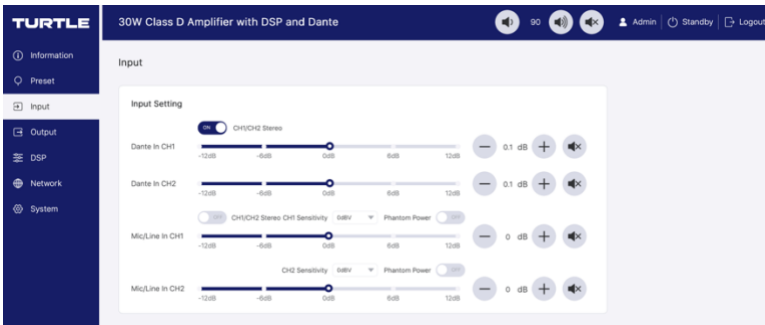 TURTLE
30W Class D Amplifier with DSP and Dante
90
Admin
Standby
Logout
Information
Preset
Input
Output
DSP
Network
System
Input
Input Setting
ON CH1/CH2 Stereo
Dante In CH1
-12dB -6dB 0dB 6dB 12dB
0.1 dB
Dante In CH2
-12dB -6dB 0dB 6dB 12dB
0.1 dB
OFF CH1/CH2 Stereo CH1 Sensitivity 0dBV Phantom Power OFF
Mic/Line In CH1
-12dB -6dB 0dB 6dB 12dB
0 dB
CH2 Sensitivity 0dBV Phantom Power OFF
Mic/Line In CH2
-12dB -6dB 0dB 6dB 12dB
0 dB